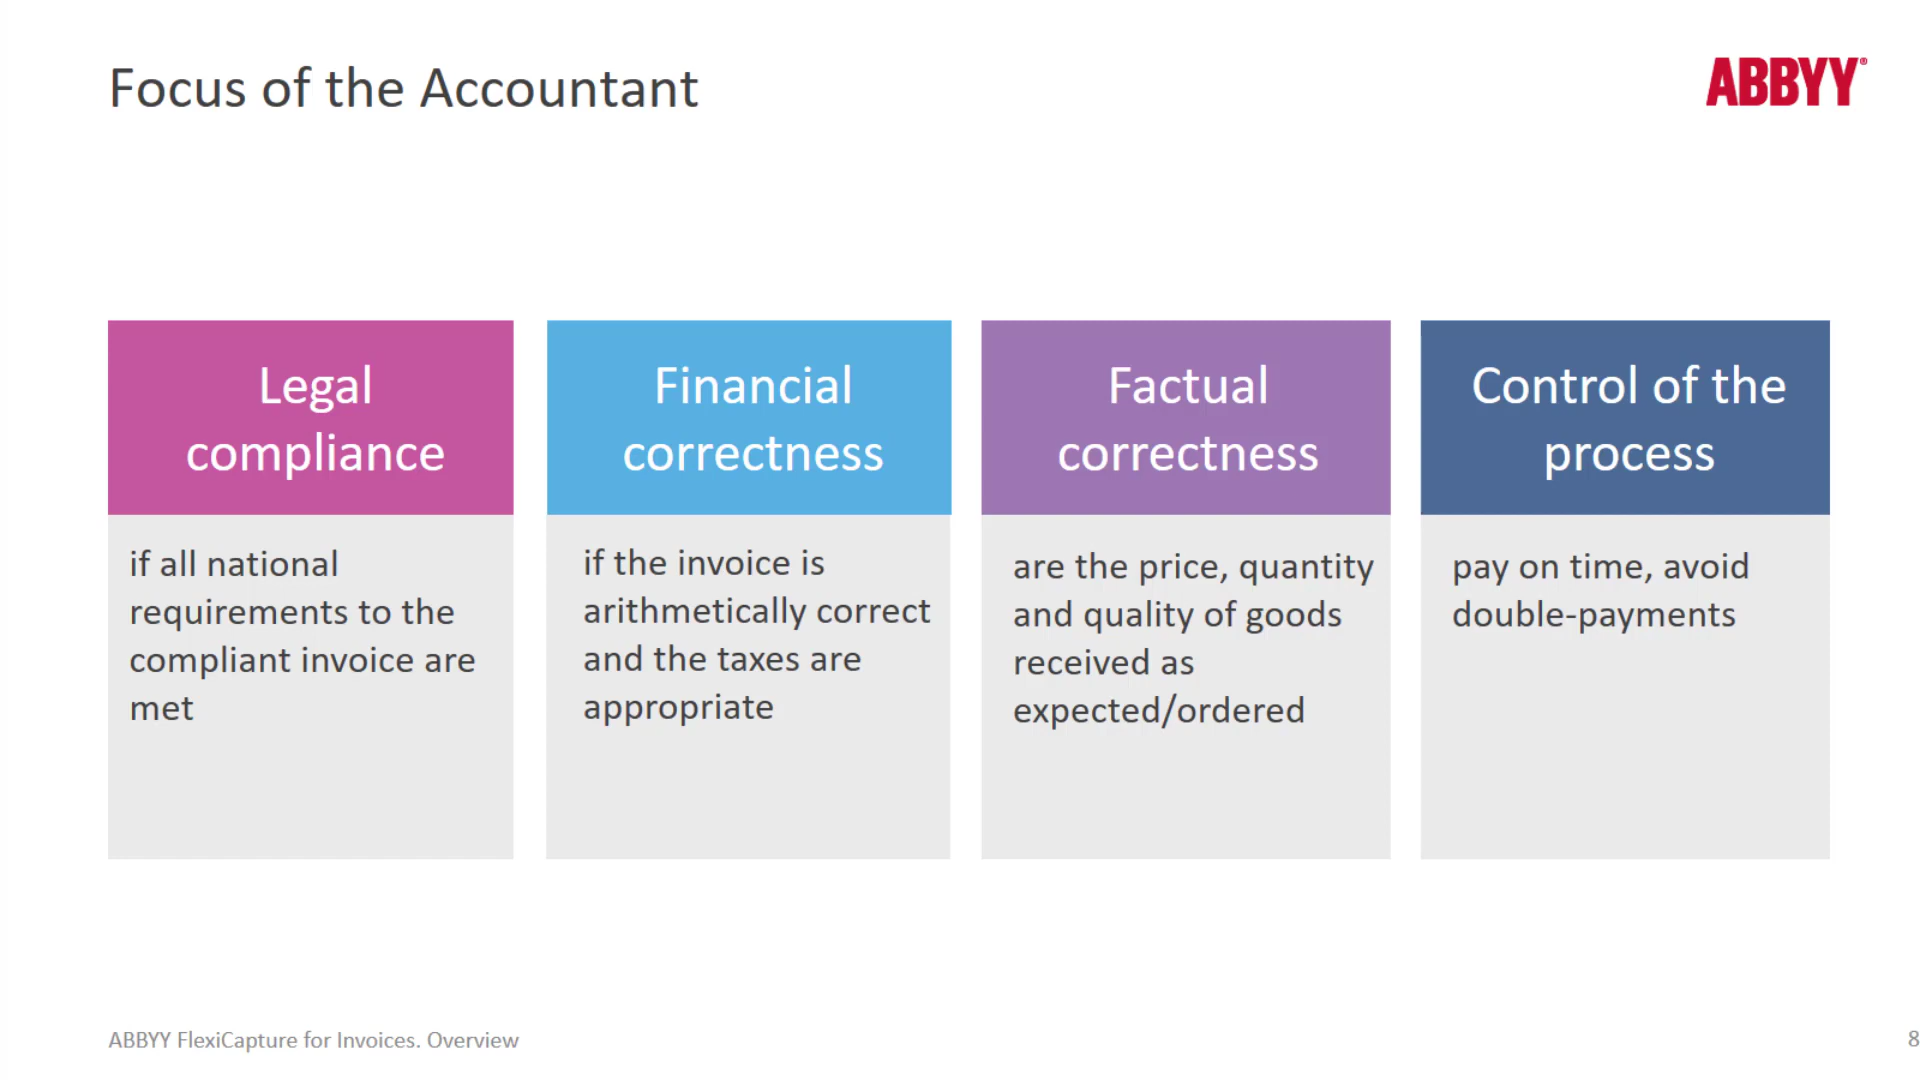 Focus of the Accountant
ABBYY®
Legal
compliance
if all national
requirements to the
compliant invoice are
met
Financial
correctness
if the invoice is
arithmetically correct
and the taxes are
appropriate
Factual
correctness
are the price, quantity
and quality of goods
received as
expected/ordered
Control of the
process
pay on time, avoid
double-payments
ABBYY FlexiCapture for Invoices. Overview
8